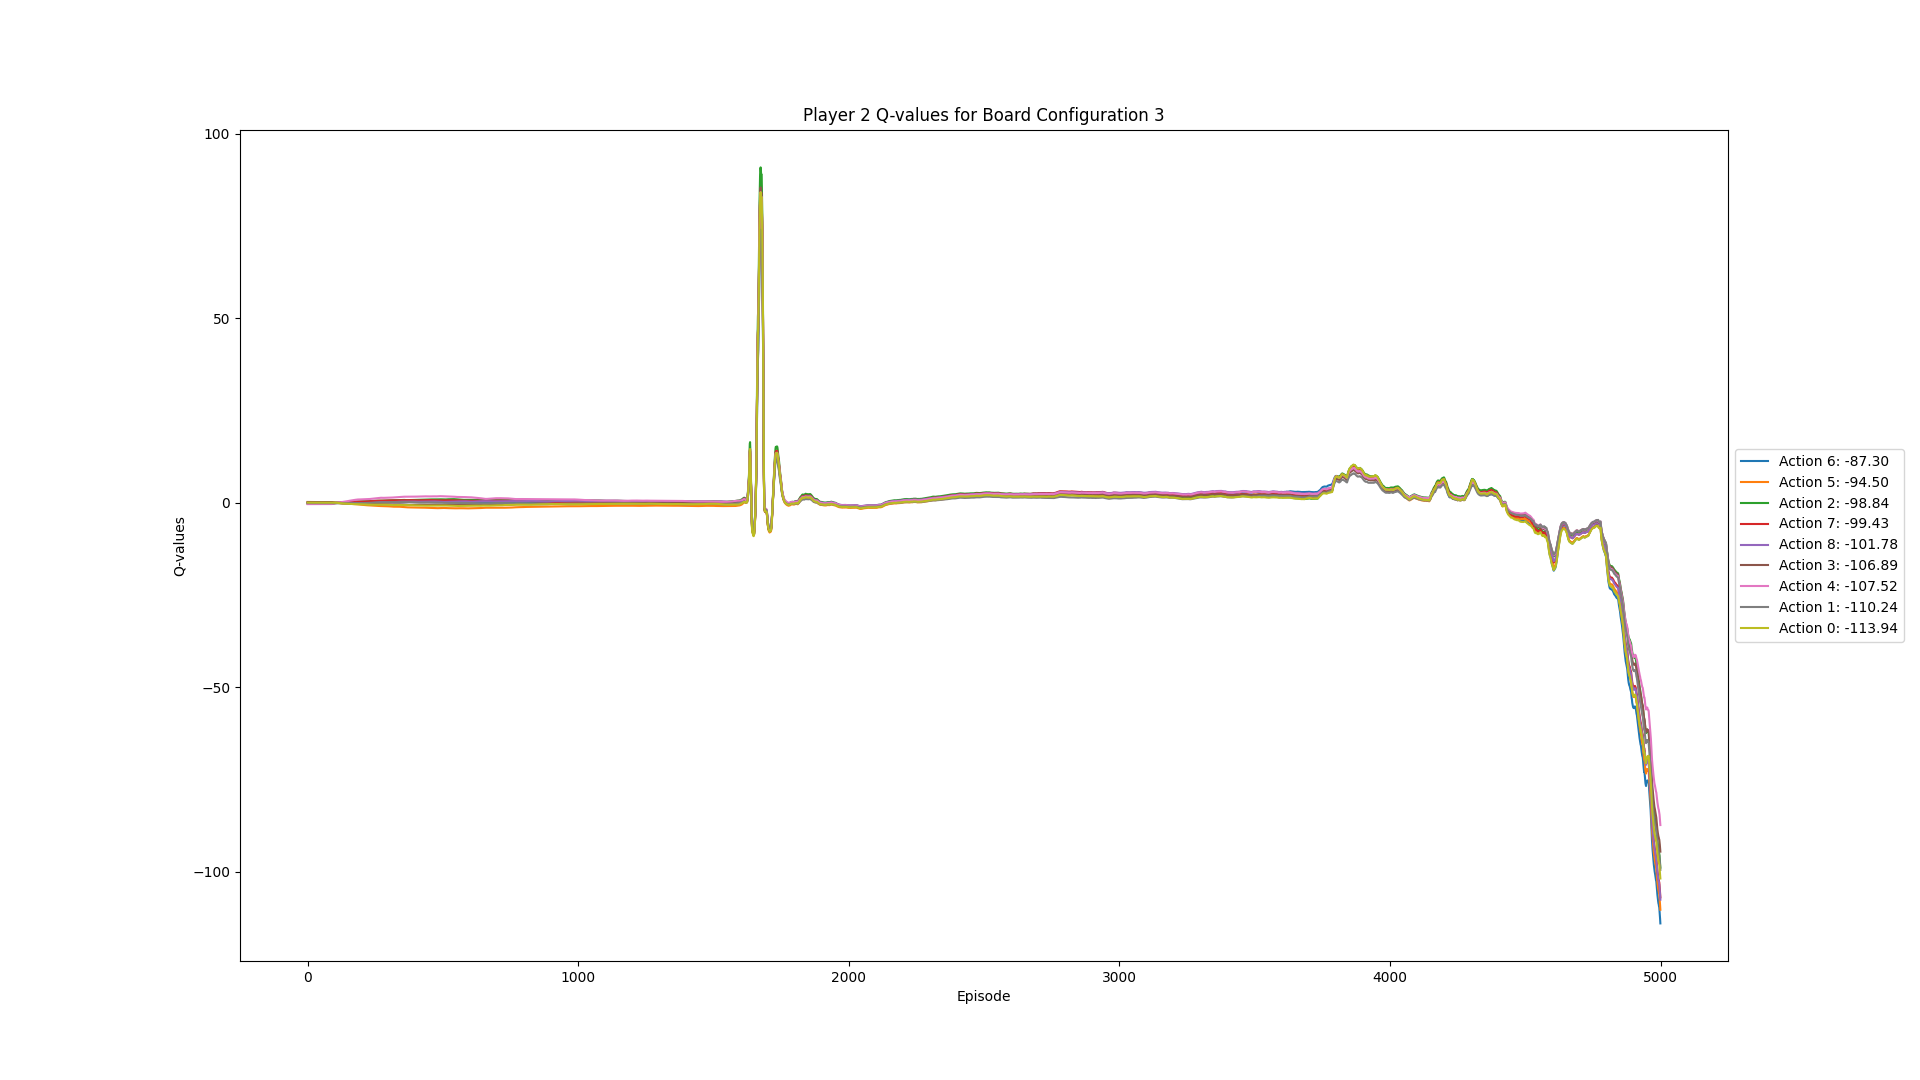 Player 2 Q-values for Board Configuration 3
100
50
0
−50
−100
Q-values
0
1000
2000
3000
4000
5000
Episode
Action 6: -87.30
Action 5: -94.50
Action 2: -98.84
Action 7: -99.43
Action 8: -101.78
Action 3: -106.89
Action 4: -107.52
Action 1: -110.24
Action 0: -113.94